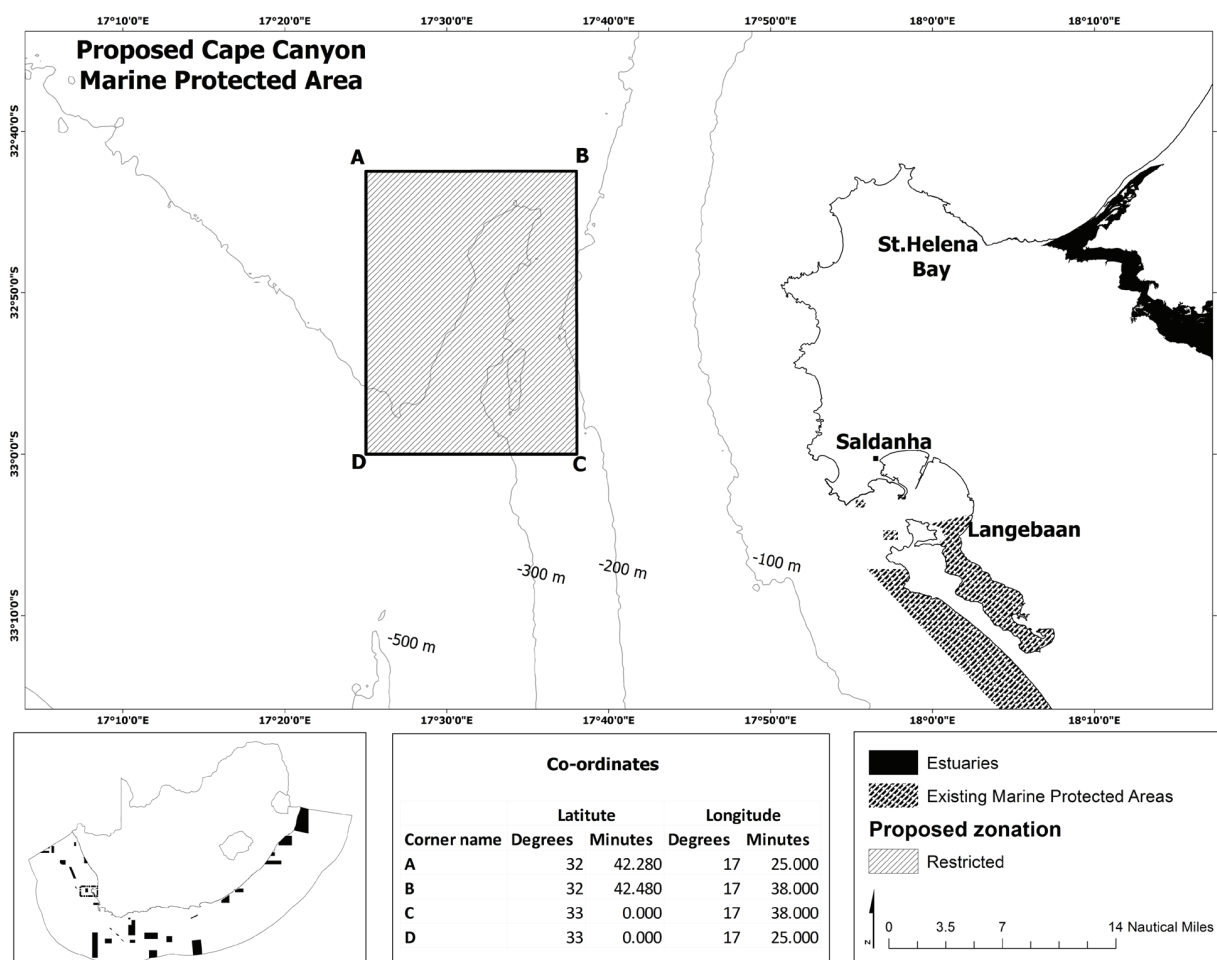 17°10'0"E 17°20'0"E 17°30'0"E 17°40'0"E 17°50'0"E 18°0'0"E 18°10'0"E
Proposed Cape Canyon
Marine Protected Area
32°40'0"S
A
B
St.Helena
Bay
32°50'0"S
Saldanha
33°0'0"S
D
C
Langebaan
-100 m
-200 m
-300 m
33°10'0"S
-500 m
17°10'0"E 17°20'0"E 17°30'0"E 17°40'0"E 17°50'0"E 18°0'0"E 18°10'0"E
Co-ordinates
Latitute Longitude
Corner name Degrees Minutes Degrees Minutes
A 32 42.280 17 25.000
B 32 42.480 17 38.000
C 33 0.000 17 38.000
D 33 0.000 17 25.000
Estuaries
Existing Marine Protected Areas
Proposed zonation
Restricted
N
0 3.5 7 14 Nautical Miles